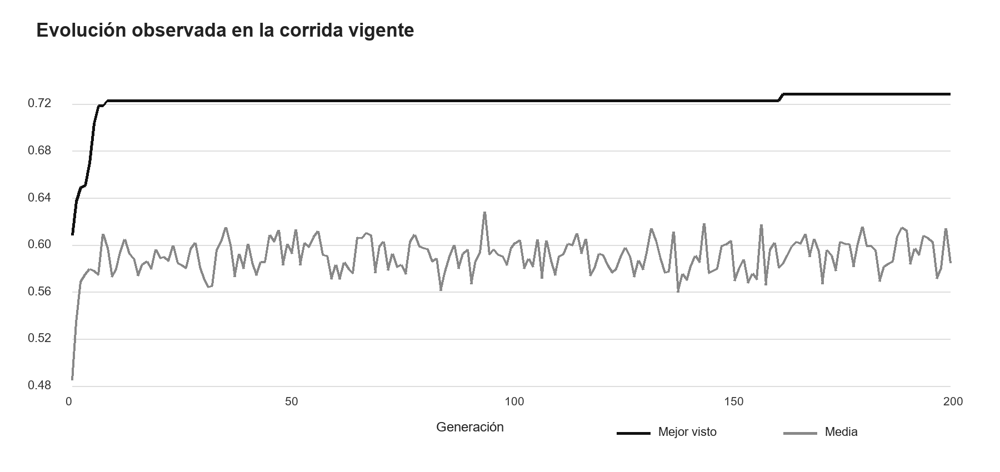 Evolución observada en la corrida vigente
0.72
0.68
0.64
0.60
0.56
0.52
0.48
0 50 100 150 200
Generación
Mejor visto Media